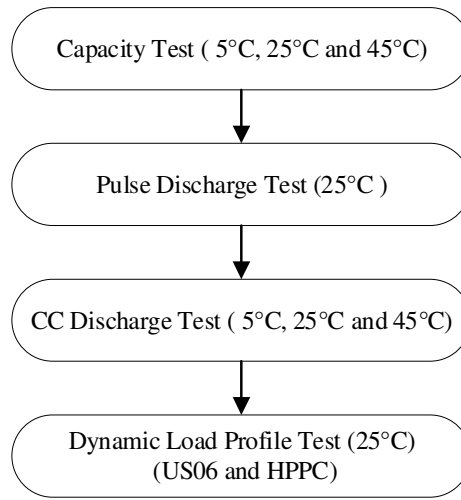 Capacity Test ( 5°C, 25°C and 45°C)
Pulse Discharge Test (25°C )
CC Discharge Test ( 5°C, 25°C and 45°C)
Dynamic Load Profile Test (25°C)
(US06 and HPPC)